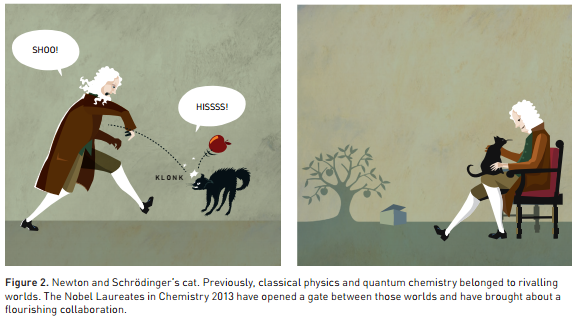 SHOO!
HISSSS!
KLONK
Figure 2. Newton and Schrödinger's cat. Previously, classical physics and quantum chemistry belonged to rivalling
worlds. The Nobel Laureates in Chemistry 2013 have opened a gate between those worlds and have brought about a
flourishing collaboration.